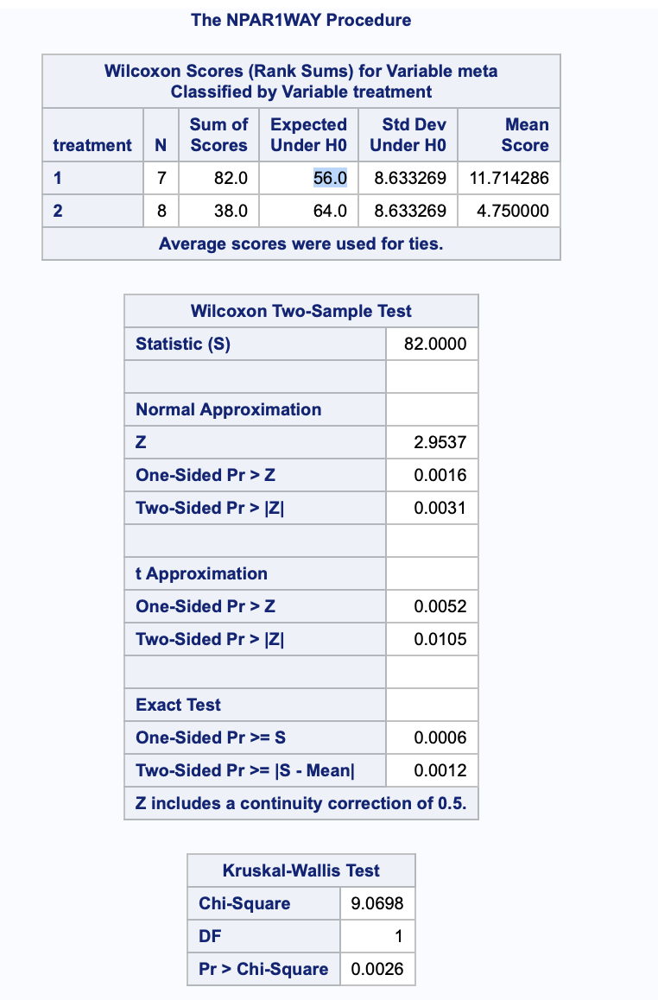 The NPAR1WAY Procedure
Wilcoxon Scores (Rank Sums) for Variable meta
Classified by Variable treatment
treatment N Sum of Scores Expected Under H0 Std Dev Under H0 Mean Score
1 7 82.0 56.0 8.633269 11.714286
2 8 38.0 64.0 8.633269 4.750000
Average scores were used for ties.
Wilcoxon Two-Sample Test
Statistic (S) 82.0000
Normal Approximation
Z 2.9537
One-Sided Pr > Z 0.0016
Two-Sided Pr > |Z| 0.0031
t Approximation
One-Sided Pr > Z 0.0052
Two-Sided Pr > |Z| 0.0105
Exact Test
One-Sided Pr >= S 0.0006
Two-Sided Pr >= |S - Mean| 0.0012
Z includes a continuity correction of 0.5.
Kruskal-Wallis Test
Chi-Square 9.0698
DF 1
Pr > Chi-Square 0.0026